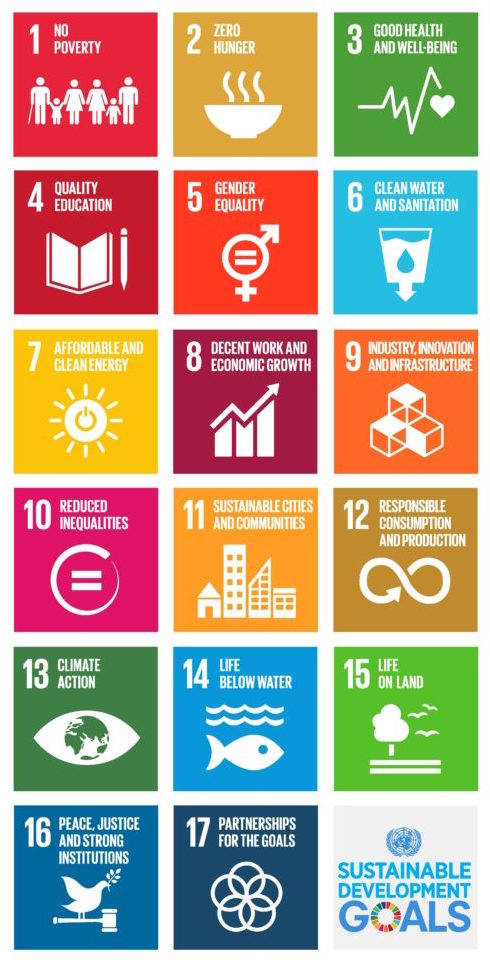 1 NO
POVERTY
2 ZERO
HUNGER
3 GOOD HEALTH
AND WELL-BEING
4 QUALITY
EDUCATION
5 GENDER
EQUALITY
6 CLEAN WATER
AND SANITATION
7 AFFORDABLE AND
CLEAN ENERGY
8 DECENT WORK AND
ECONOMIC GROWTH
9 INDUSTRY, INNOVATION
AND INFRASTRUCTURE
10 REDUCED
INEQUALITIES
11 SUSTAINABLE CITIES
AND COMMUNITIES
12 RESPONSIBLE
CONSUMPTION
AND PRODUCTION
13 CLIMATE
ACTION
14 LIFE
BELOW WATER
15 LIFE
ON LAND
16 PEACE, JUSTICE
AND STRONG
INSTITUTIONS
17 PARTNERSHIPS
FOR THE GOALS
SUSTAINABLE
DEVELOPMENT
GOALS